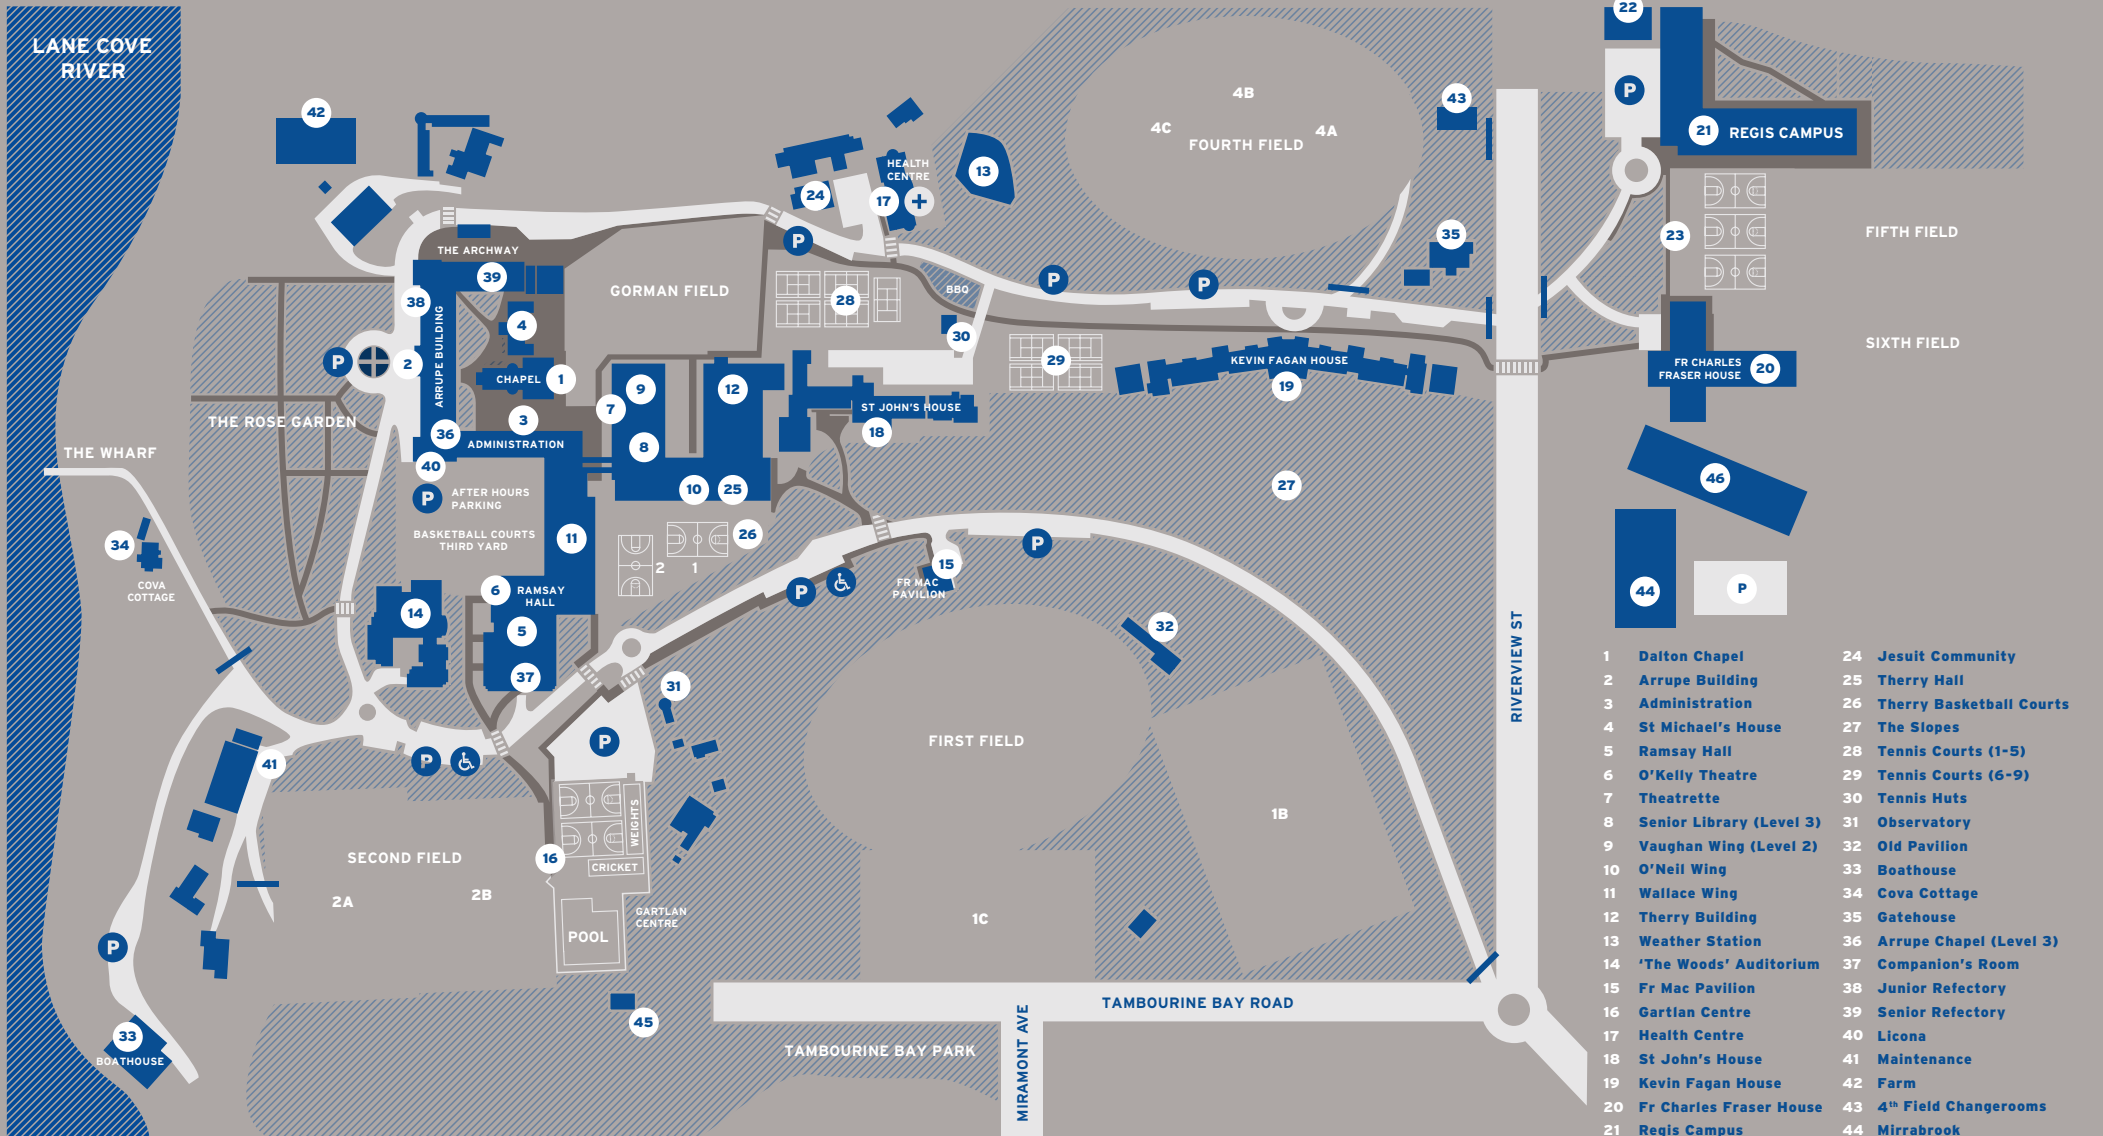 LANE COVE
RIVER
22
42
43
P
4B
4C
4A
FOURTH FIELD
21 REGIS CAMPUS
HEALTH
CENTRE
13
24
17
+
23
35
FIFTH FIELD
THE ARCHWAY
P
39
38
GORMAN FIELD
28
BBQ
P
P
4
30
ARRUPE BUILDING
P
2
CHAPEL 1
29
KEVIN FAGAN HOUSE
19
SIXTH FIELD
FR CHARLES
FRASER HOUSE
20
9
12
7
3
ST JOHN'S HOUSE
18
THE ROSE GARDEN
36
ADMINISTRATION
8
THE WHARF
40
46
P
AFTER HOURS
PARKING
10
25
27
BASKETBALL COURTS
THIRD YARD
11
26
2
1
34
COVA
COTTAGE
P
15
FR MAC
PAVILION
P
44
P
6
RAMSAY
HALL
14
5
32
37
31
RIVERVIEW ST
P
FIRST FIELD
41
P
1B
WEIGHTS
SECOND FIELD
16
CRICKET
2A
2B
GARTLAN
CENTRE
1C
POOL
P
45
TAMBOURINE BAY ROAD
33
BOATHOUSE
TAMBOURINE BAY PARK
MIRAMONT AVE
1 Dalton Chapel
2 Arrupe Building
3 Administration
4 St Michael's House
5 Ramsay Hall
6 O'Kelly Theatre
7 Theatrette
8 Senior Library (Level 3)
9 Vaughan Wing (Level 2)
10 O'Neil Wing
11 Wallace Wing
12 Therry Building
13 Weather Station
14 ‘The Woods’ Auditorium
15 Fr Mac Pavilion
16 Gartlan Centre
17 Health Centre
18 St John's House
19 Kevin Fagan House
20 Fr Charles Fraser House
21 Regis Campus
24 Jesuit Community
25 Therry Hall
26 Therry Basketball Courts
27 The Slopes
28 Tennis Courts (1-5)
29 Tennis Courts (6-9)
30 Tennis Huts
31 Observatory
32 Old Pavilion
33 Boathouse
34 Cova Cottage
35 Gatehouse
36 Arrupe Chapel (Level 3)
37 Companion's Room
38 Junior Refectory
39 Senior Refectory
40 Licona
41 Maintenance
42 Farm
43 4th Field Changerooms
44 Mirrabrook